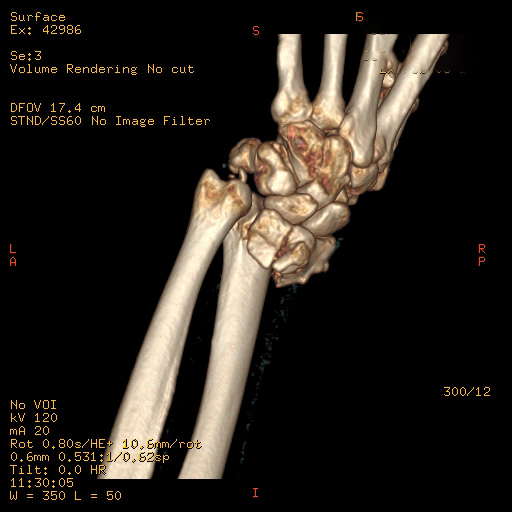 Surface
Ex: 42986
Se:3
Volume Rendering No cut
DFOV 17.4 cm
STND/SS60 No Image Filter
S
L
A
R
P
300/12
No VOI
kV 120
mA 20
Rot 0.80s/HE+ 10.6mm/rot
0.6mm 0.531:1/0.62sp
Tilt: 0.0 HR
11:30:05
W = 350 L = 50
I